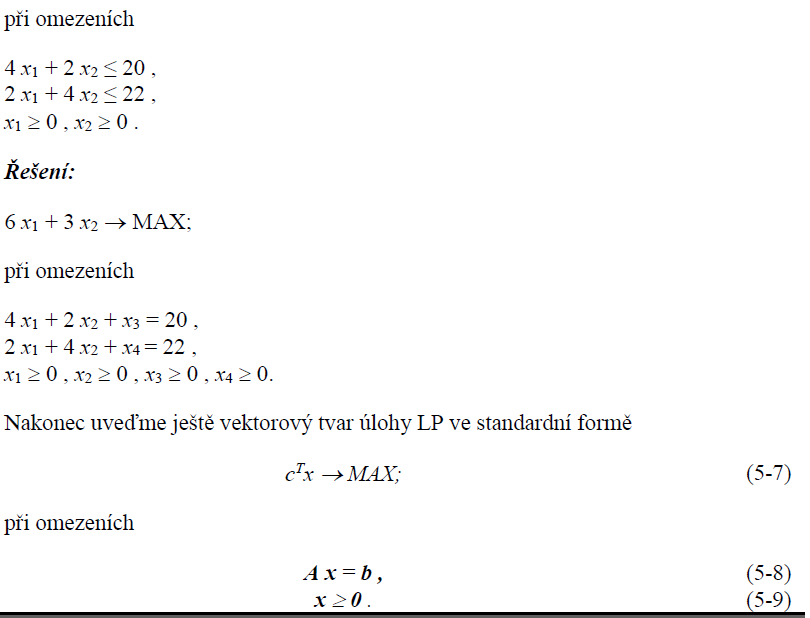 při omezeních
4 x₁ + 2 x₂ ≤ 20 ,
2 x₁ + 4 x₂ ≤ 22 ,
x₁ ≥ 0 , x₂ ≥ 0 .
Řešení:
6 x₁ + 3 x₂ → MAX;
při omezeních
4 x₁ + 2 x₂ + x₃ = 20 ,
2 x₁ + 4 x₂ + x₄ = 22 ,
x₁ ≥ 0 , x₂ ≥ 0 , x₃ ≥ 0 , x₄ ≥ 0.
Nakonec uveďme ještě vektorový tvar úlohy LP ve standardní formě
cᵀx → MAX; (5-7)
při omezeních
A x = b , (5-8)
x ≥ 0 . (5-9)